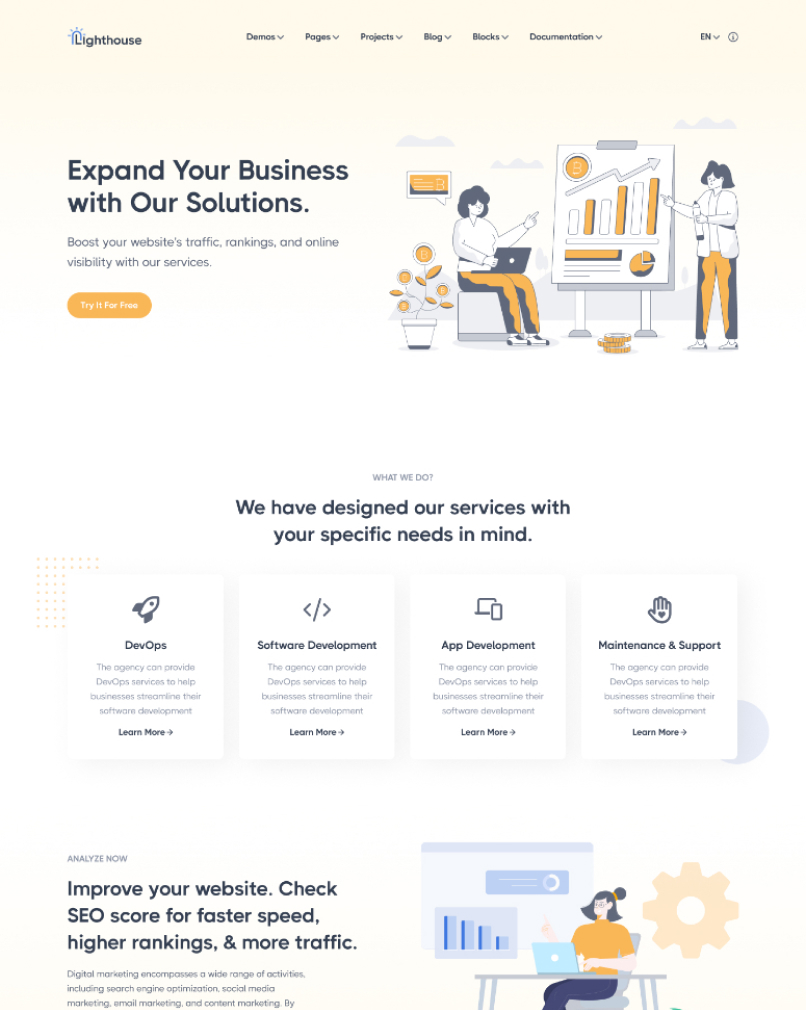 Lighthouse
Demos Pages Projects Blog Blocks Documentation EN
Expand Your Business
with Our Solutions.
Boost your website's traffic, rankings, and online
visibility with our services.
Try It For Free
WHAT WE DO?
We have designed our services with
your specific needs in mind.
DevOps
The agency can provide
DevOps services to help
businesses streamline their
software development
Learn More
Software Development
The agency can provide
DevOps services to help
businesses streamline their
software development
Learn More
App Development
The agency can provide
DevOps services to help
businesses streamline their
software development
Learn More
Maintenance & Support
The agency can provide
DevOps services to help
businesses streamline their
software development
Learn More
ANALYZE NOW
Improve your website. Check
SEO score for faster speed,
higher rankings, & more traffic.
Digital marketing encompasses a wide range of activities,
including search engine optimization, social media
marketing, email marketing, and content marketing. By